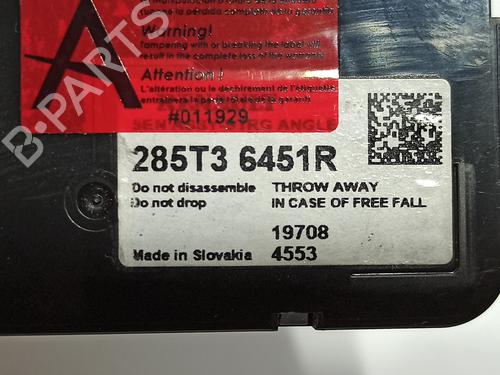 Warning!
Tampering with or breaking the label will
result in the complete loss of the warranty.
Attention !
L'altération ou le déchirement de l'étiquette
entraînera la perte totale de la garantie.
#011929
285T3 6451R
Do not disassemble
Do not drop
THROW AWAY
IN CASE OF FREE FALL
19708
Made in Slovakia
4553
B-PARTS